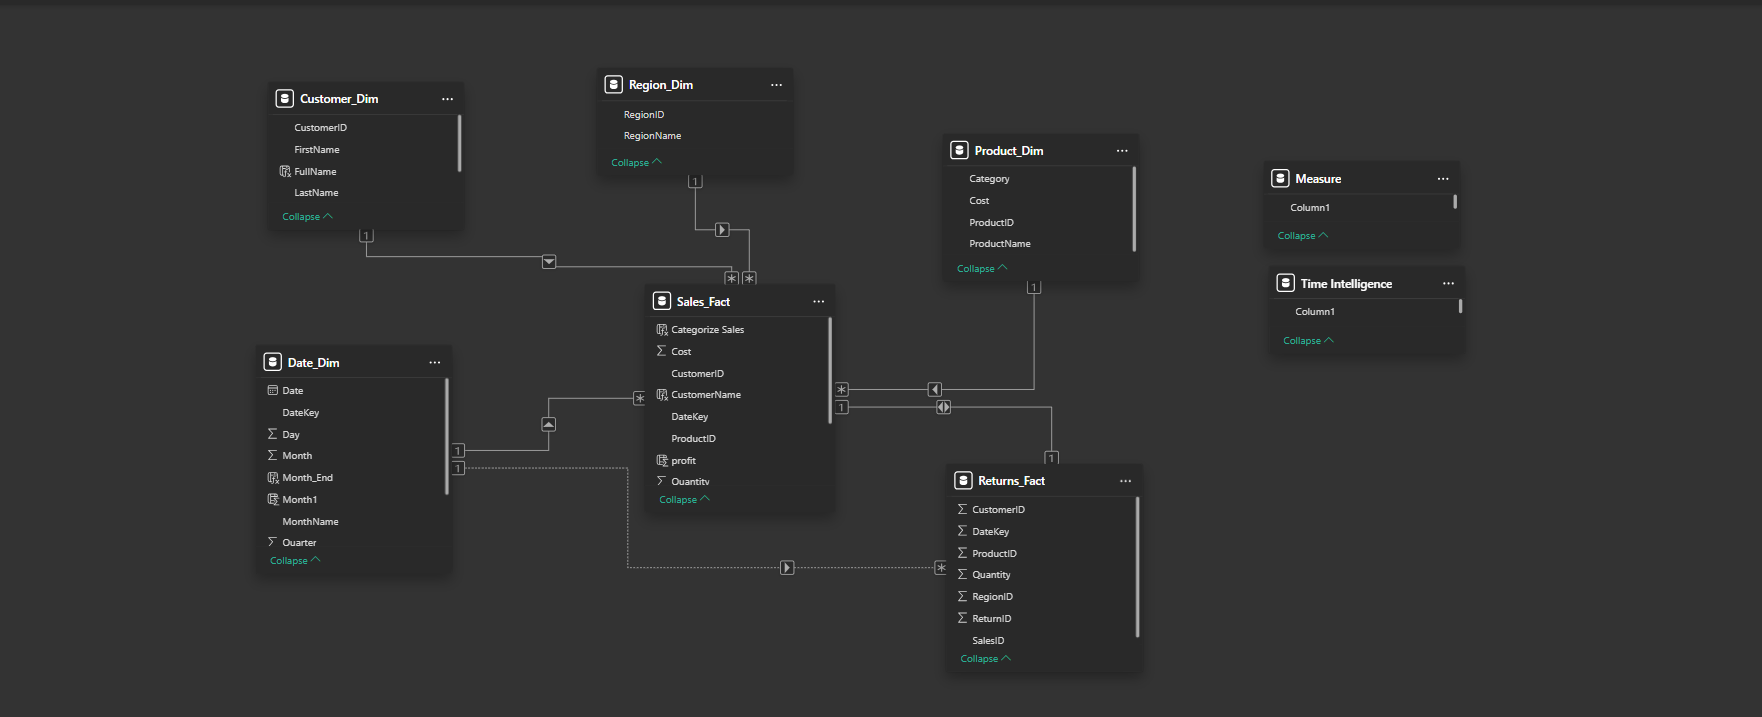 Customer_Dim
CustomerID
FirstName
FullName
LastName
Collapse
Region_Dim
RegionID
RegionName
Collapse
Product_Dim
Category
Cost
ProductID
ProductName
Collapse
Measure
Column1
Collapse
Time Intelligence
Column1
Collapse
Sales_Fact
Categorize Sales
Cost
CustomerID
CustomerName
DateKey
ProductID
profit
Quantity
Collapse
Date_Dim
Date
DateKey
Day
Month
Month_End
Month1
MonthName
Quarter
Collapse
Returns_Fact
CustomerID
DateKey
ProductID
Quantity
RegionID
ReturnID
SalesID
Collapse
1
1
1
*
*
*
1
*
1
1
1
*